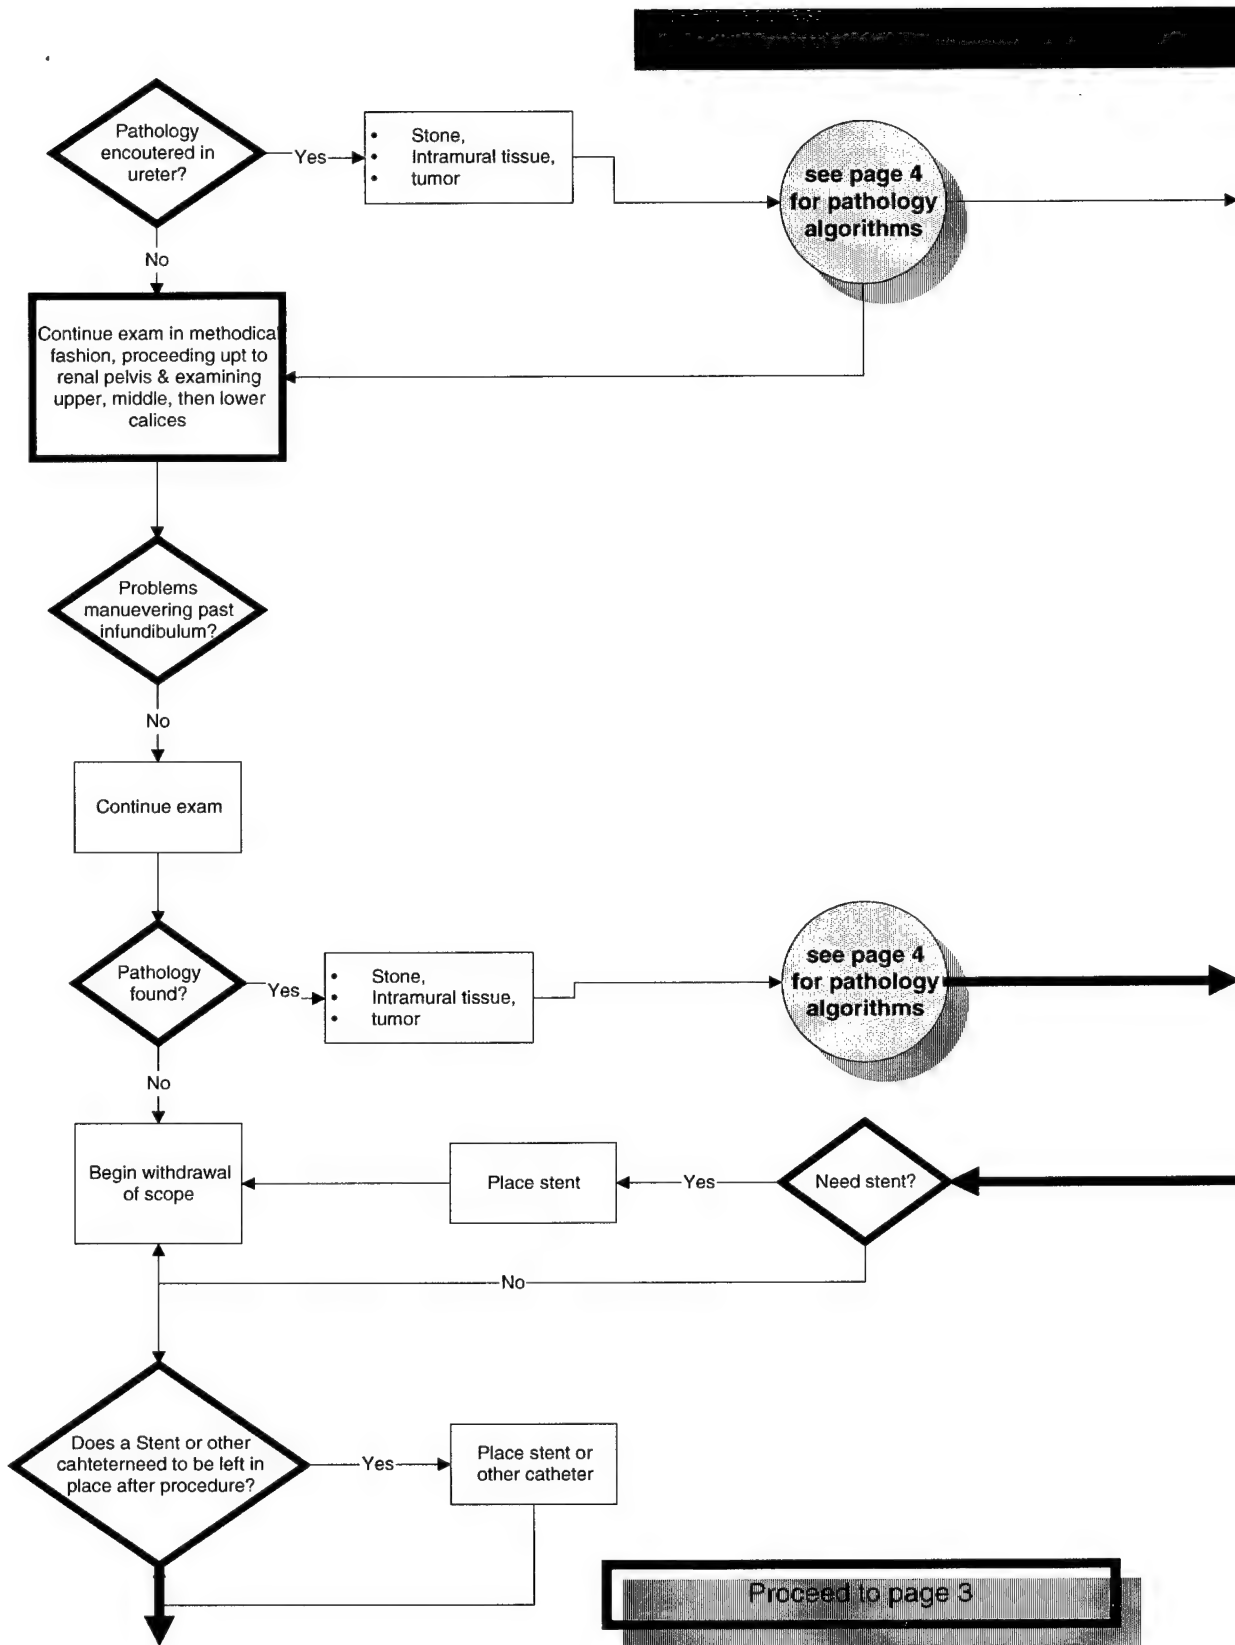 Pathology
encoutered in
ureter?
Yes
• Stone,
• Intramural tissue,
• tumor
see page 4
for pathology
algorithms
No
Continue exam in methodical
fashion, proceeding upt to
renal pelvis & examining
upper, middle, then lower
calices
Problems
manuevering past
infundibulum?
No
Continue exam
Pathology
found?
Yes
• Stone,
• Intramural tissue,
• tumor
see page 4
for pathology
algorithms
No
Begin withdrawal
of scope
Place stent
Yes
Need stent?
No
Does a Stent or other
cahteterneed to be left in
place after procedure?
Yes
Place stent or
other catheter
Proceed to page 3